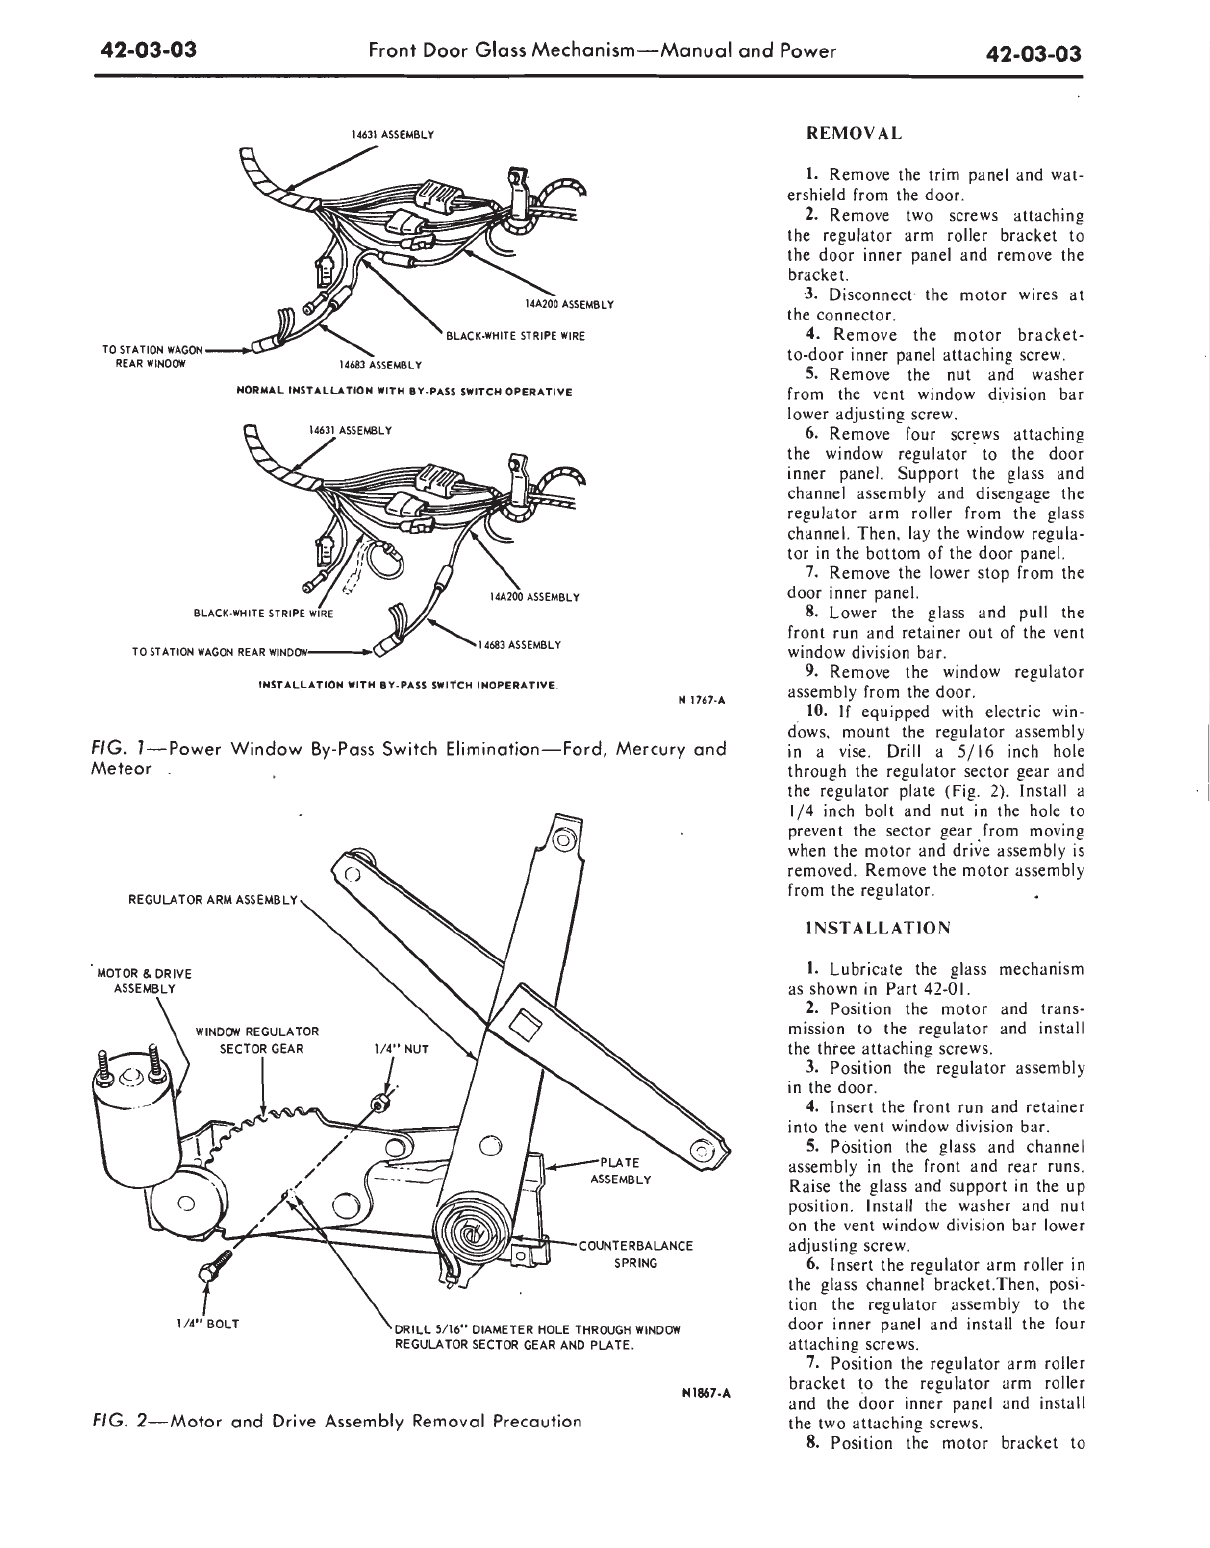 42-03-03
Front Door Glass Mechanism—Manual and Power
42-03-03
14631 ASSEMBLY
14A200 ASSEMBLY
BLACK-WHITE STRIPE WIRE
TO STATION WAGON
REAR WINDOW
14683 ASSEMBLY
NORMAL INSTALLATION WITH BY-PASS SWITCH OPERATIVE
14631 ASSEMBLY
14A200 ASSEMBLY
BLACK-WHITE STRIPE WIRE
14683 ASSEMBLY
TO STATION WAGON REAR WINDOW
INSTALLATION WITH BY-PASS SWITCH INOPERATIVE.
N 1767-A
FIG. 1—Power Window By-Pass Switch Elimination—Ford, Mercury and
Meteor
REGULATOR ARM ASSEMBLY
MOTOR & DRIVE
ASSEMBLY
WINDOW REGULATOR
SECTOR GEAR
1/4" NUT
PLATE
ASSEMBLY
COUNTERBALANCE
SPRING
1/4" BOLT
DRILL 5/16" DIAMETER HOLE THROUGH WINDOW
REGULATOR SECTOR GEAR AND PLATE.
N1867-A
FIG. 2—Motor and Drive Assembly Removal Precaution
REMOVAL
1. Remove the trim panel and wat-
ershield from the door.
2. Remove two screws attaching
the regulator arm roller bracket to
the door inner panel and remove the
bracket.
3. Disconnect the motor wires at
the connector.
4. Remove the motor bracket-
to-door inner panel attaching screw.
5. Remove the nut and washer
from the vent window division bar
lower adjusting screw.
6. Remove four screws attaching
the window regulator to the door
inner panel. Support the glass and
channel assembly and disengage the
regulator arm roller from the glass
channel. Then, lay the window regula-
tor in the bottom of the door panel.
7. Remove the lower stop from the
door inner panel.
8. Lower the glass and pull the
front run and retainer out of the vent
window division bar.
9. Remove the window regulator
assembly from the door.
10. If equipped with electric win-
dows, mount the regulator assembly
in a vise. Drill a 5/16 inch hole
through the regulator sector gear and
the regulator plate (Fig. 2). Install a
1/4 inch bolt and nut in the hole to
prevent the sector gear from moving
when the motor and drive assembly is
removed. Remove the motor assembly
from the regulator.
INSTALLATION
1. Lubricate the glass mechanism
as shown in Part 42-01.
2. Position the motor and trans-
mission to the regulator and install
the three attaching screws.
3. Position the regulator assembly
in the door.
4. Insert the front run and retainer
into the vent window division bar.
5. Position the glass and channel
assembly in the front and rear runs.
Raise the glass and support in the up
position. Install the washer and nut
on the vent window division bar lower
adjusting screw.
6. Insert the regulator arm roller in
the glass channel bracket.Then, posi-
tion the regulator assembly to the
door inner panel and install the four
attaching screws.
7. Position the regulator arm roller
bracket to the regulator arm roller
and the door inner panel and install
the two attaching screws.
8. Position the motor bracket to